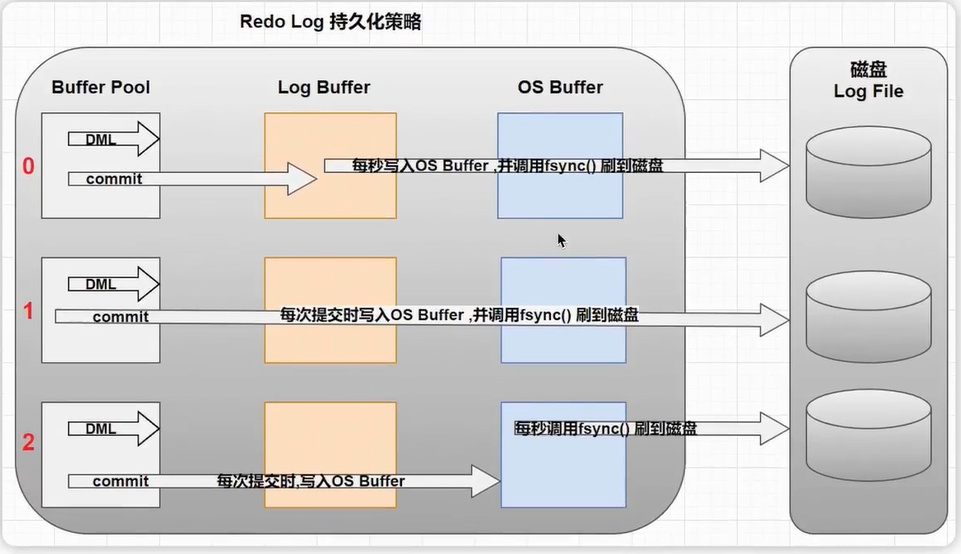 Redo Log 持久化策略
Buffer Pool
Log Buffer
OS Buffer
磁盘
Log File
0
DML
commit
每秒写入OS Buffer ,并调用fsync() 刷到磁盘
1
DML
commit
每次提交时写入OS Buffer ,并调用fsync() 刷到磁盘
2
DML
每秒调用fsync() 刷到磁盘
commit
每次提交时,写入OS Buffer